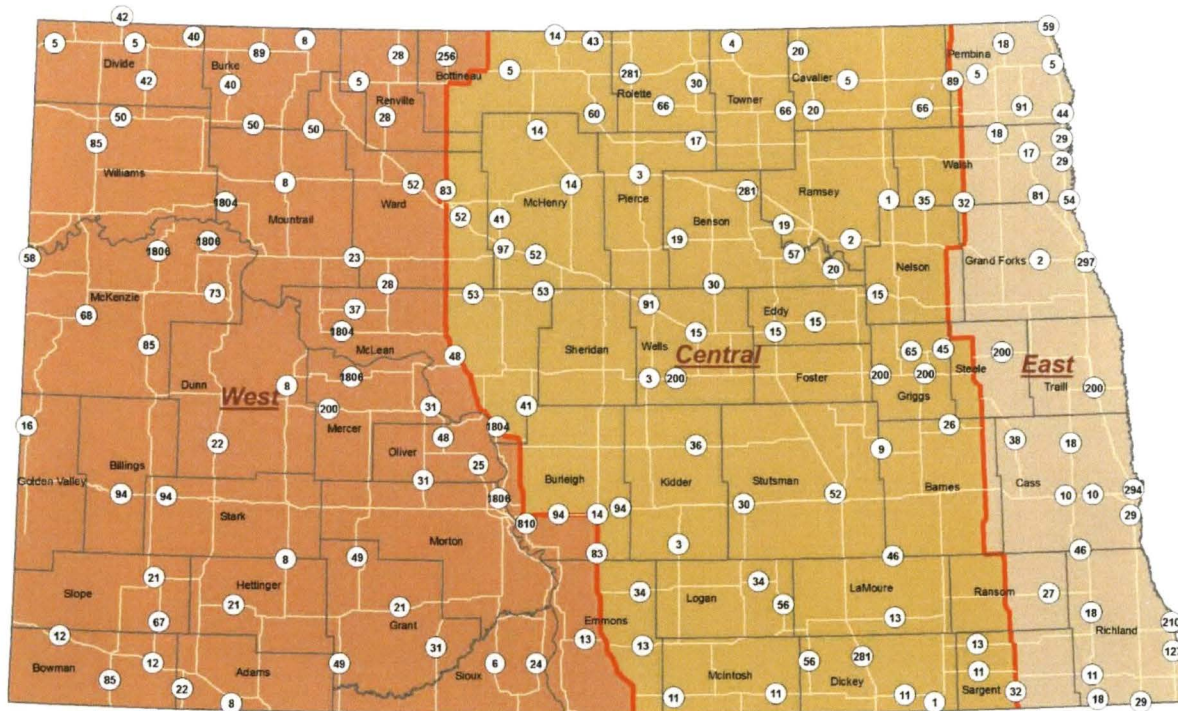 42
59
5
5
40
89
8
28
256
14
43
4
20
18
Divide
Burke
Bottineau
Pembina
42
40
5
Renville
5
281
Rolette
30
Towner
Cavalier
5
89
5
5
50
50
50
28
60
66
66
20
66
91
44
85
14
17
18
29
17
29
Walsh
Williams
8
52
83
3
281
Ramsey
1804
Mountrail
Ward
McHenry
14
Pierce
Benson
1
35
32
81
54
52
41
19
19
58
1806
1806
23
97
52
57
2
20
Nelson
Grand Forks
2
297
McKenzie
73
28
53
53
30
15
68
37
91
Eddy
85
1804
McLean
Sheridan
Wells
15
15
15
65
45
Steele
200
48
Central
East
Dunn
West
8
1806
3
200
Foster
200
200
Griggs
Traill
200
16
200
Mercer
31
41
22
Oliver
48
1804
36
9
26
38
18
Billings
25
Golden Valley
94
94
31
1806
Burleigh
Kidder
Stutsman
Barnes
Cass
10
10
294
Stark
810
94
14
94
30
52
29
Morton
83
3
8
49
46
46
Slope
21
Hettinger
34
Logan
34
LaMoure
Ransom
27
67
21
21
Grant
Emmons
56
13
18
210
12
13
13
13
Richland
127
Bowman
12
Adams
49
31
Sioux
6
24
McIntosh
56
281
Dickey
11
11
85
22
8
11
11
11
1
Sargent
32
18
29